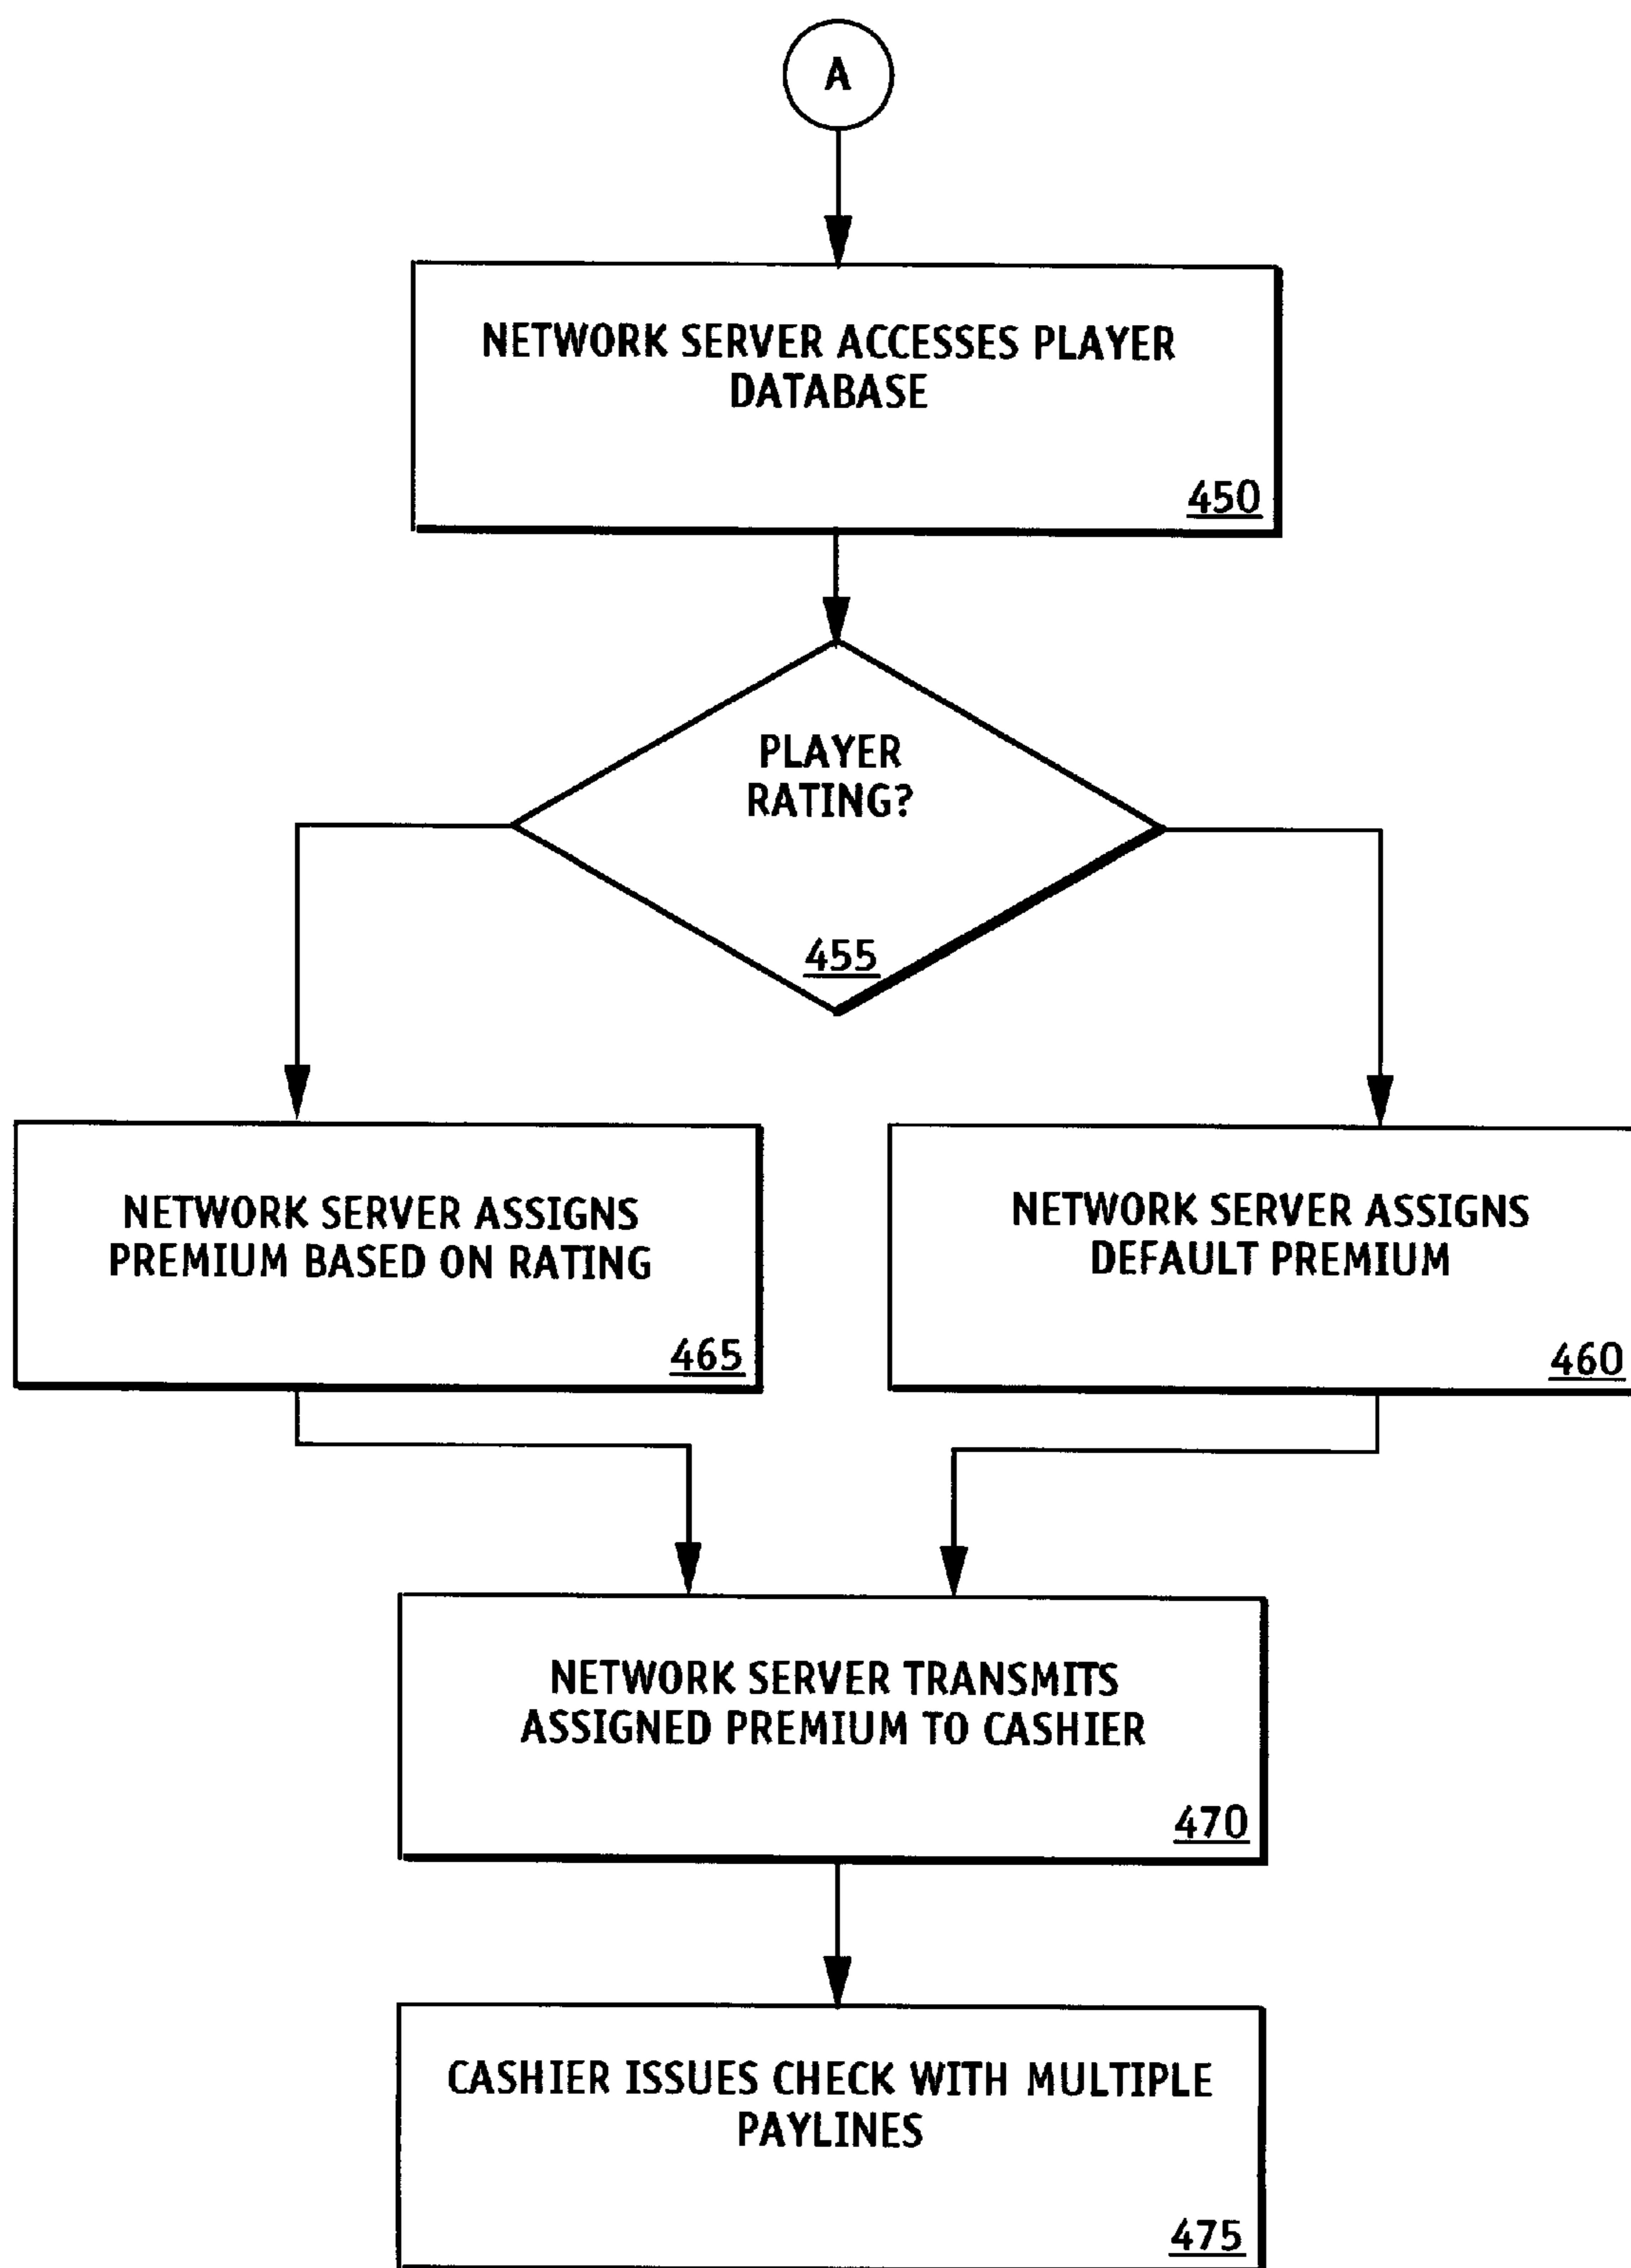 A
NETWORK SERVER ACCESSES PLAYER
DATABASE
450
PLAYER
RATING?
455
NETWORK SERVER ASSIGNS
PREMIUM BASED ON RATING
465
NETWORK SERVER ASSIGNS
DEFAULT PREMIUM
460
NETWORK SERVER TRANSMITS
ASSIGNED PREMIUM TO CASHIER
470
CASHIER ISSUES CHECK WITH MULTIPLE
PAYLINES
475